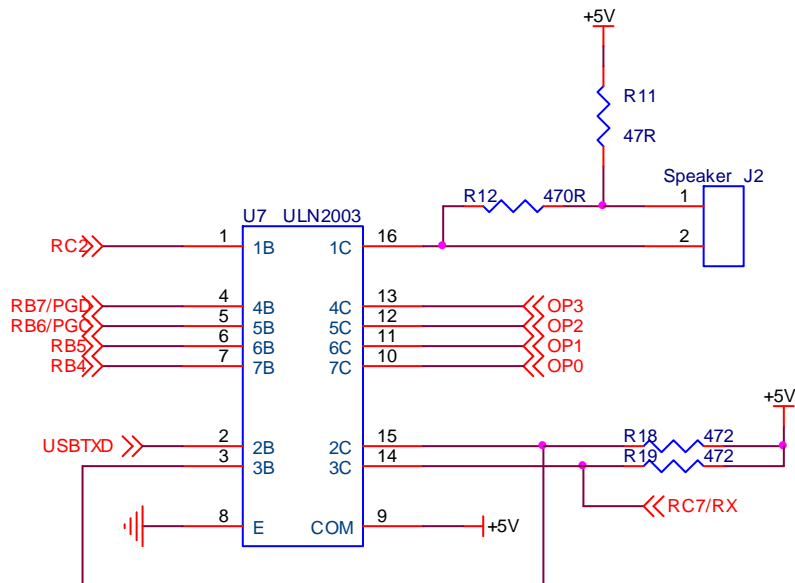 +5V
R11
47R
Speaker J2
R12 470R
1
2
U7 ULN2003
RC2 1 1B 1C 16
RB7/PGD 4 4B 4C 13 OP3
RB6/PGC 5 5B 5C 12 OP2
RB5 6 6B 6C 11 OP1
RB4 7 7B 7C 10 OP0
+5V
USBTXD 2 2B 2C 15 R18 472
3 3B 3C 14 R19 472
RC7/RX
8 E COM 9 +5V